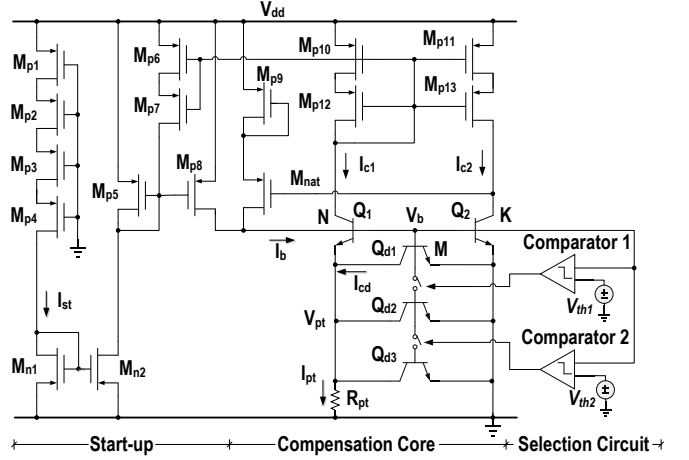 Vdd
Mp1
Mp2
Mp3
Mp4
Mp5
Mp6
Mp7
Mp8
Mp9
Mnat
Mp10
Mp11
Mp12
Mp13
Ic1
Ic2
N
Q1
Vb
Q2
K
Ib
Qd1
M
Icd
Ist
Vpt
Qd2
Qd3
Ipt
Rpt
Mn1
Mn2
Comparator 1
Vth1
Comparator 2
Vth2
Start-up
Compensation Core
Selection Circuit